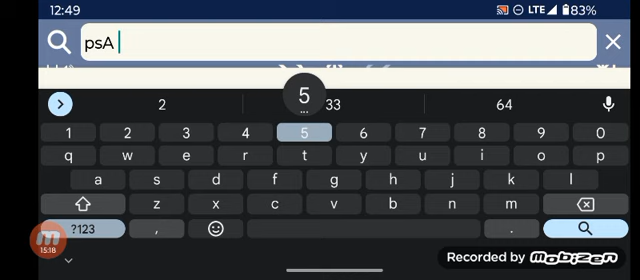 12:49 LTE 83%
psA
5
2 33 64
1 2 3 4 5 6 7 8 9 0
q w e r t y u i o p
a s d f g h j k l
z x c v b n m
?123 , .
15:18
Recorded by Mobizen